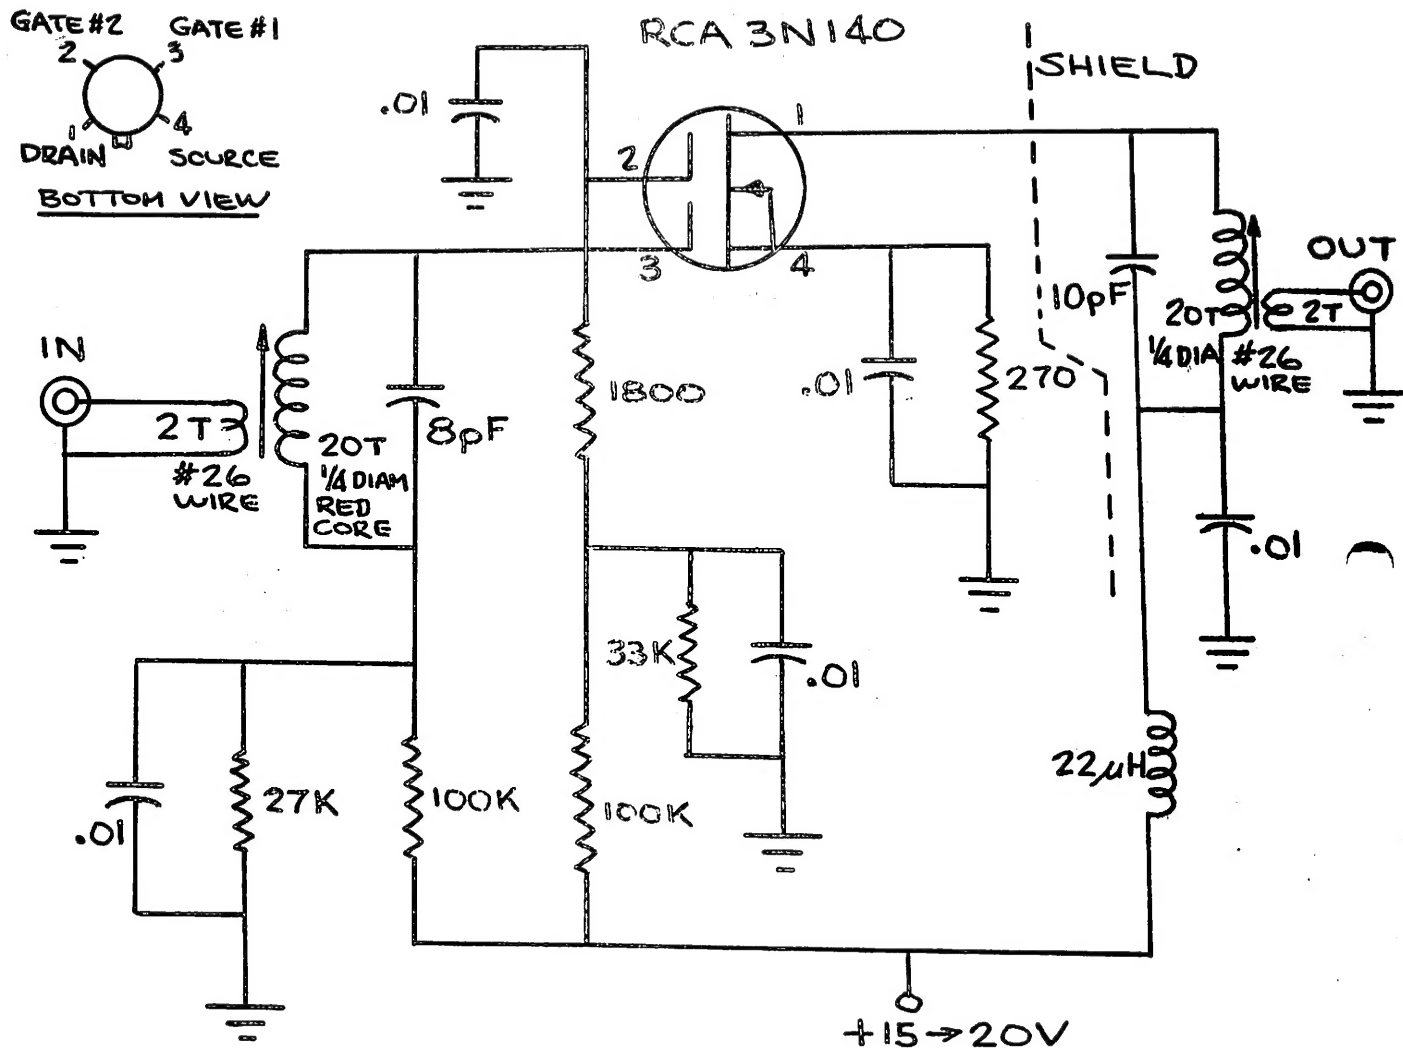 GATE #2 GATE #1
2 3
1 4
DRAIN SOURCE
BOTTOM VIEW
RCA 3N140
SHIELD
.01
2
1
3
4
IN
2T
#26
WIRE
20T
1/4 DIAM
RED
CORE
8pF
1800
.01
270
10pF
20T
1/4 DIA
2T
#26
WIRE
OUT
.01
33K
.01
.01
27K
100K
100K
22μH
+15→20V